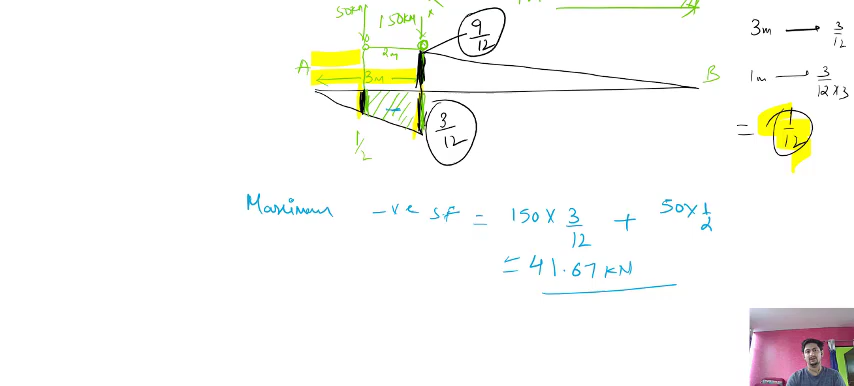 50KN
150KN x
9/12
2m
A
3m
B
+
3/12
1/2
3m → 3/12
1m → 3/12×3
= 1/12
Maximum -ve sf = 150 × 3/12 + 50 × 1/2
= 41.67 KN